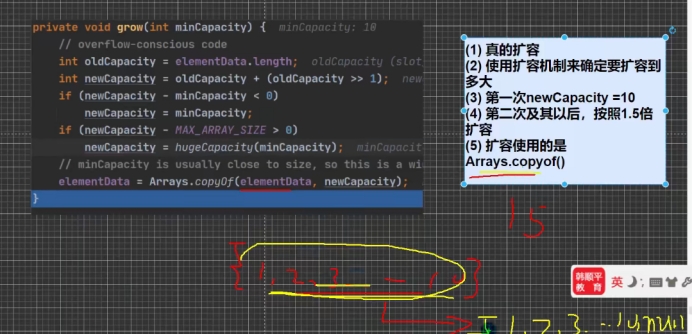 private void grow(int minCapacity) { minCapacity: 10
// overflow-conscious code
int oldCapacity = elementData.length; oldCapacity (slot
int newCapacity = oldCapacity + (oldCapacity >> 1); new
if (newCapacity - minCapacity < 0)
newCapacity = minCapacity;
if (newCapacity - MAX_ARRAY_SIZE > 0)
newCapacity = hugeCapacity(minCapacity); minCapacit
// minCapacity is usually close to size, so this is a wi
elementData = Arrays.copyOf(elementData, newCapacity);
}
(1) 真的扩容
(2) 使用扩容机制来确定要扩容到
多大
(3) 第一次newCapacity =10
(4) 第二次及其以后，按照1.5倍
扩容
(5) 扩容使用的是
Arrays.copyof()
15
1, 2, 3
韩顺平
教育
英
1, 2, 3